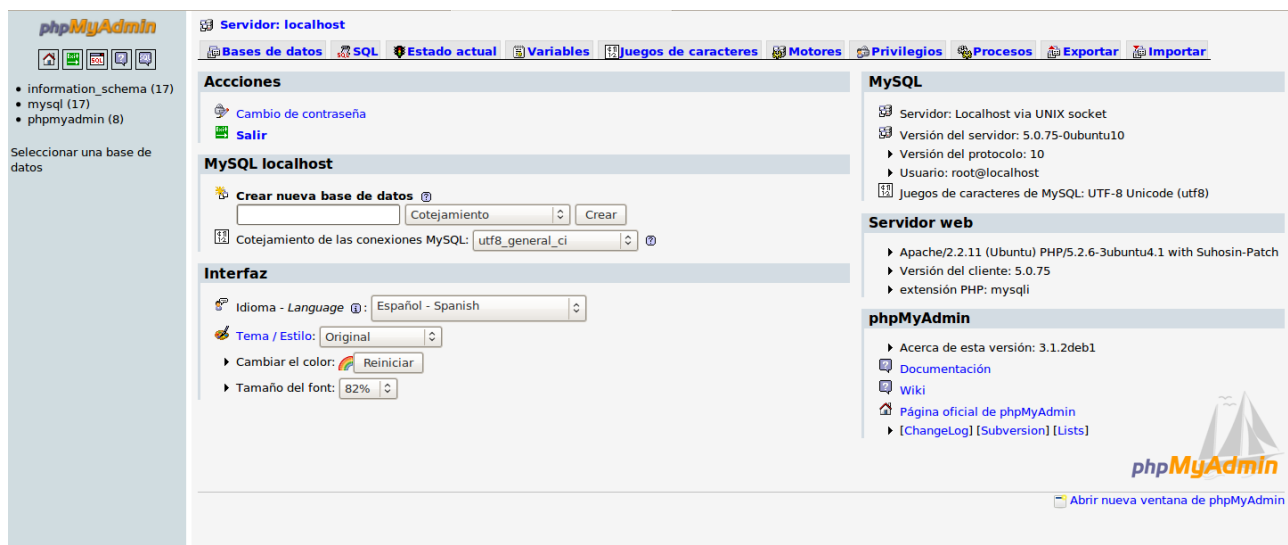 phpMyAdmin
SQL
SQL
information_schema (17)
mysql (17)
phpmyadmin (8)
Seleccionar una base de
datos
Servidor: localhost
Bases de datos SQL Estado actual Variables Juegos de caracteres Motores Privilegios Procesos Exportar Importar
Accciones
Cambio de contraseña
Salir
MySQL localhost
Crear nueva base de datos
Cotejamiento Crear
Cotejamiento de las conexiones MySQL: utf8_general_ci
Interfaz
Idioma - Language : Español - Spanish
Tema / Estilo: Original
Cambiar el color: Reiniciar
Tamaño del font: 82%
MySQL
Servidor: Localhost via UNIX socket
Versión del servidor: 5.0.75-0ubuntu10
Versión del protocolo: 10
Usuario: root@localhost
Juegos de caracteres de MySQL: UTF-8 Unicode (utf8)
Servidor web
Apache/2.2.11 (Ubuntu) PHP/5.2.6-3ubuntu4.1 with Suhosin-Patch
Versión del cliente: 5.0.75
extensión PHP: mysqli
phpMyAdmin
Acerca de esta versión: 3.1.2deb1
Documentación
Wiki
Página oficial de phpMyAdmin
[ChangeLog] [Subversion] [Lists]
phpMyAdmin
Abrir nueva ventana de phpMyAdmin